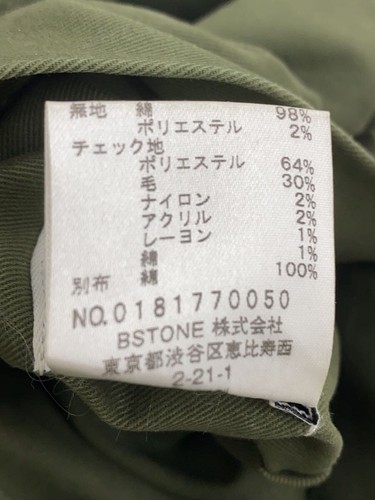 無地 綿 98%
ポリエステル 2%
チェック地
ポリエステル 64%
毛 30%
ナイロン 2%
アクリル 2%
レーヨン 1%
綿 1%
別布 綿 100%
NO.0181770050
BSTONE 株式会社
東京都渋谷区恵比寿西
2-21-1